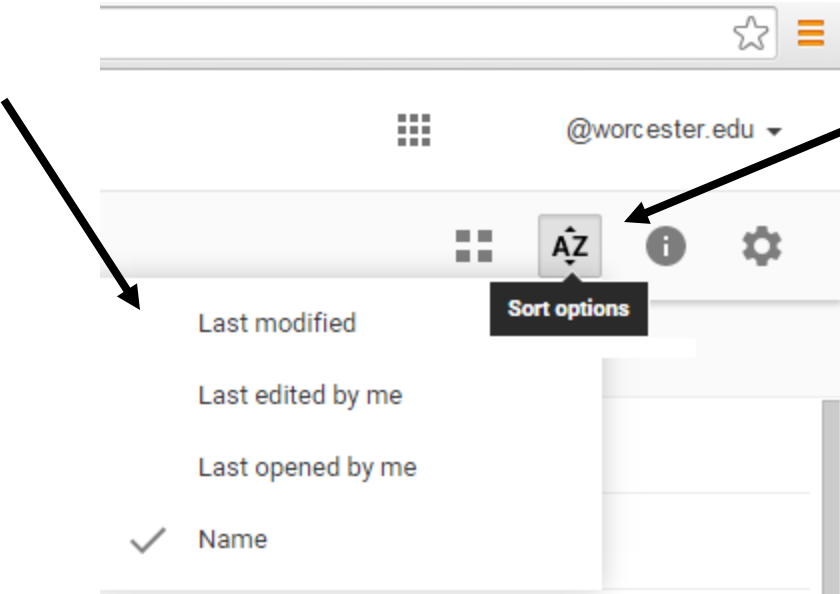 @worcester.edu
AZ
Sort options
Last modified
Last edited by me
Last opened by me
Name